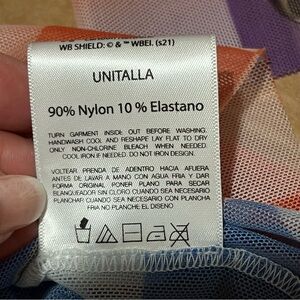 WB SHIELD: © & ™ WBEI. (s21)
UNITALLA
90% Nylon 10 % Elastano
TURN GARMENT INSIDE OUT BEFORE WASHING.
HANDWASH COOL AND RESHAPE LAY FLAT TO DRY
ONLY NON-CHLORINE BLEACH WHEN NEEDED.
COOL IRON IF NEEDED. DO NOT IRON DESIGN.
VOLTEAR PRENDA DE ADENTRO HACIA AFUERA
ANTES DE LAVAR A MANO CON AGUA FRIA Y DAR
FORMA ORIGINAL PONER PLANO PARA SECAR
BLANQUEADOR SIN CLORO CUANDO SEA NECESARIO
PLANCHAR CUANDO SEA NECESARIO CON PLANCHA
FRIA NO PLANCHE EL DISEÑO